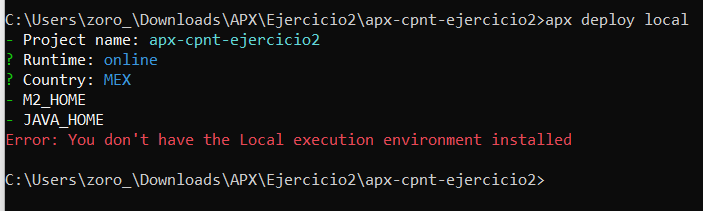 C:\Users\zoro_\Downloads\APX\Ejercicio2\apx-cpnt-ejercicio2>apx deploy local
- Project name: apx-cpnt-ejercicio2
? Runtime: online
? Country: MEX
- M2_HOME
- JAVA_HOME
Error: You don't have the Local execution environment installed
C:\Users\zoro_\Downloads\APX\Ejercicio2\apx-cpnt-ejercicio2>